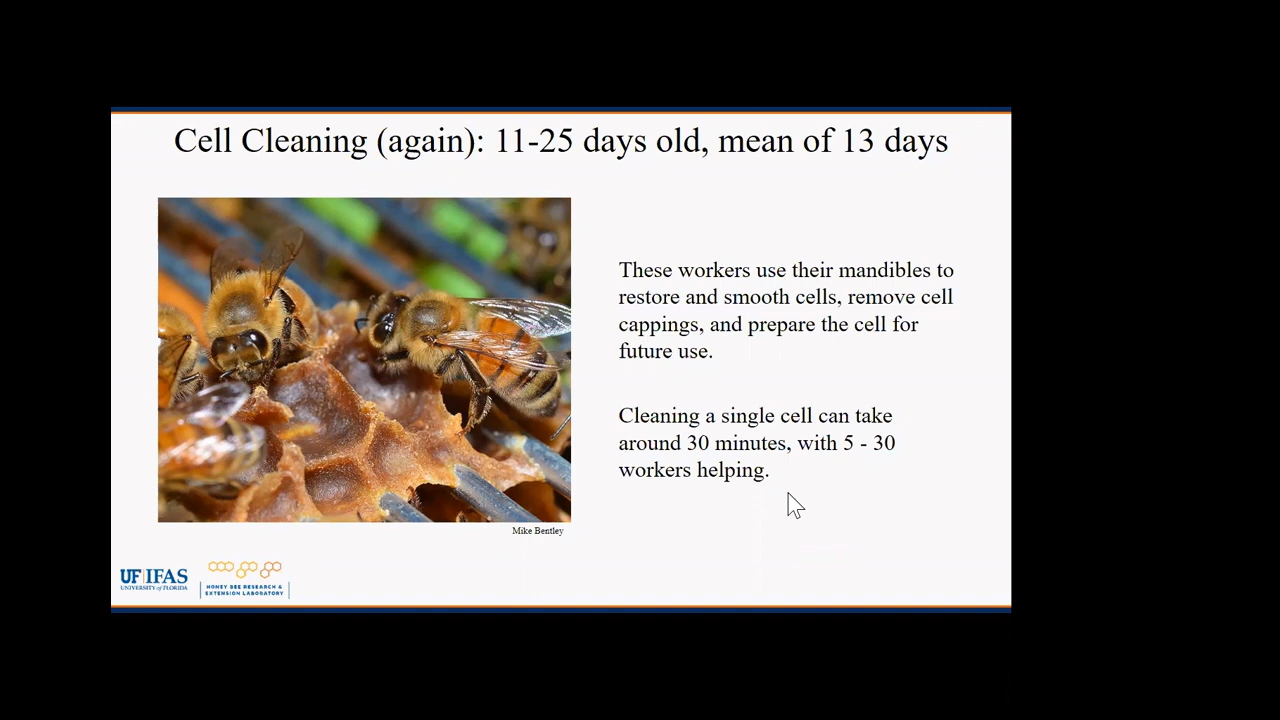 Cell Cleaning (again): 11-25 days old, mean of 13 days
These workers use their mandibles to
restore and smooth cells, remove cell
cappings, and prepare the cell for
future use.
Cleaning a single cell can take
around 30 minutes, with 5 - 30
workers helping.
Mike Bentley
UF|IFAS
UNIVERSITY of FLORIDA
HONEY BEE RESEARCH &
EXTENSION LABORATORY